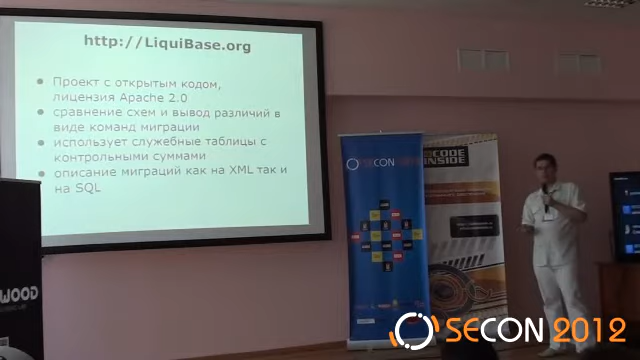 http://LiquiBase.org
Проект с открытым кодом,
лицензия Apache 2.0
сравнение схем и вывод различий в
виде команд миграции
использует служебные таблицы с
контрольными суммами
описание миграций как на XML так и
на SQL
SECON 2012
CODE
INSIDE
WOOD
SECON 2012